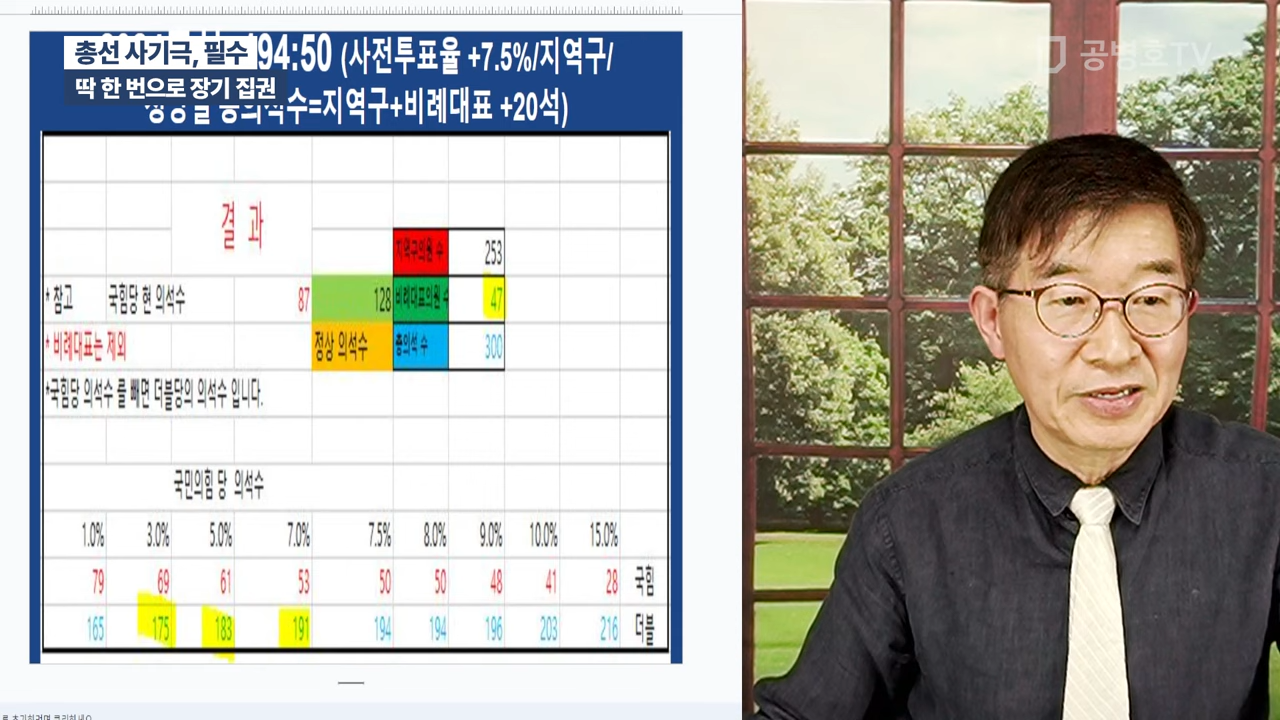 총선 사기극, 필수
딱 한 번으로 장기 집권
94:50 (사전투표율 +7.5%/지역구/
수=지역구+비례대표 +20석)
공병호TV
결 과
지역구의원 수 253
* 참고 국힘당 현 의석수 87 128 비례대표의원 수 47
* 비례대표는 제외 정상 의석수 총의석 수 300
*국힘당 의석수 를 빼면 더블당의 의석수 입니다.
국민의힘 당 의석수
1.0% 3.0% 5.0% 7.0% 7.5% 8.0% 9.0% 10.0% 15.0%
79 69 61 53 50 50 48 41 28 국힘
165 175 183 191 194 194 196 203 216 더블